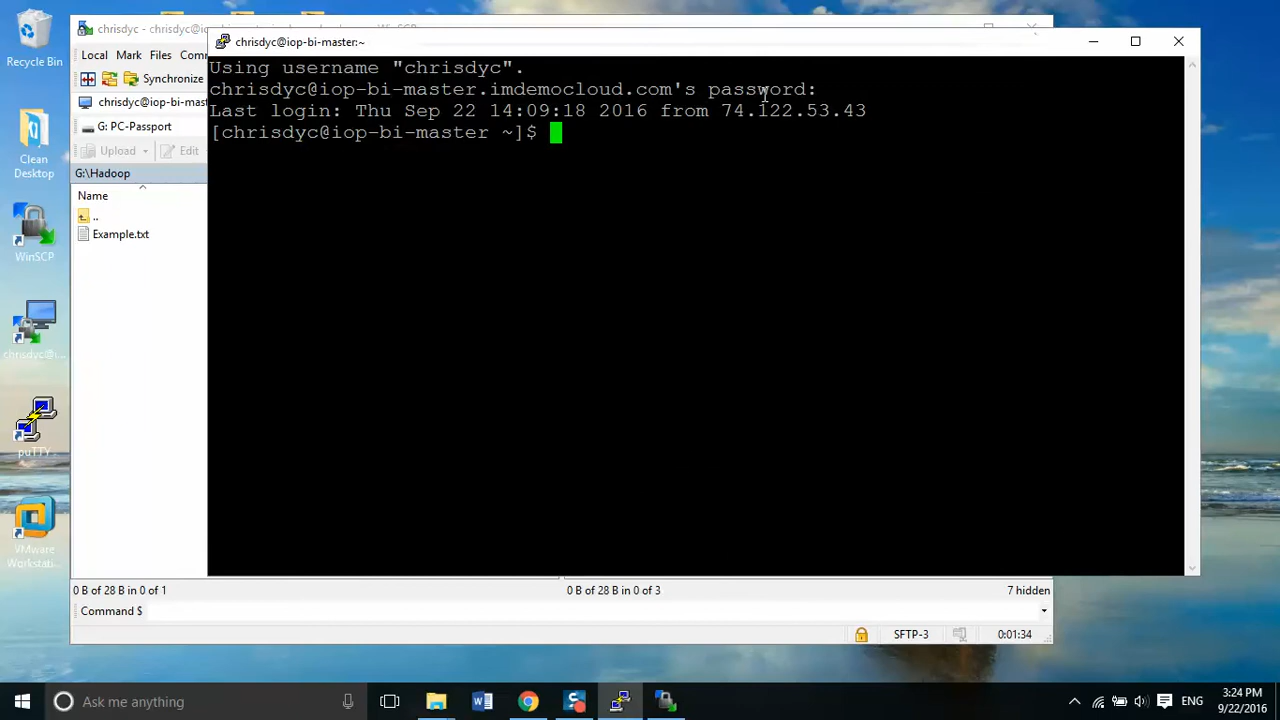 Recycle Bin
Clean
Desktop
WinSCP
chrisdyc@i...
puTTY
VMware
Workstati...
chrisdyc - chrisdyc@i
WinSCP
Local Mark Files Comm
Synchronize
chrisdyc@iop-bi-mast
G: PC-Passport
Upload Edit
G:\Hadoop
Name
..
Example.txt
chrisdyc@iop-bi-master:~
Using username "chrisdyc".
chrisdyc@iop-bi-master.imdemocloud.com's password:
Last login: Thu Sep 22 14:09:18 2016 from 74.122.53.43
[chrisdyc@iop-bi-master ~]$
0 B of 28 B in 0 of 1
0 B of 28 B in 0 of 3
7 hidden
Command $
SFTP-3
0:01:34
Ask me anything
ENG
3:24 PM
9/22/2016